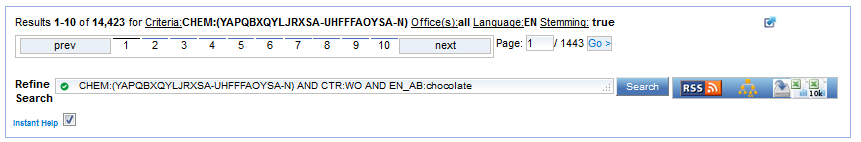 Results 1-10 of 14,423 for Criteria:CHEM:(YAPQBXQYLJRXSA-UHFFFAOYSA-N) Office(s):all Language:EN Stemming: true
prev 1 2 3 4 5 6 7 8 9 10 next Page: 1 / 1443 Go >
Refine Search CHEM:(YAPQBXQYLJRXSA-UHFFFAOYSA-N) AND CTR:WO AND EN_AB:chocolate Search RSS 10k
Instant Help